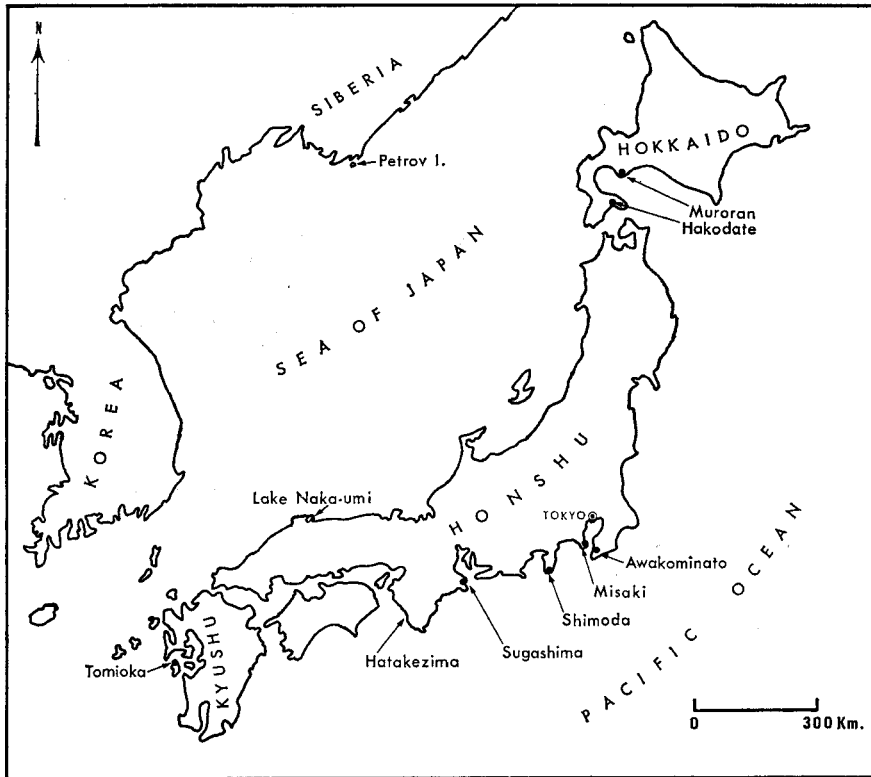 N
SIBERIA
Petrov I.
HOKKAIDO
Muroran
Hakodate
SEA OF JAPAN
KOREA
HONSHU
Lake Naka-umi
TOKYO
Awakominato
Misaki
Shimoda
Sugashima
Hatakezima
Tomioka
KYUSHU
PACIFIC OCEAN
0 300 Km.